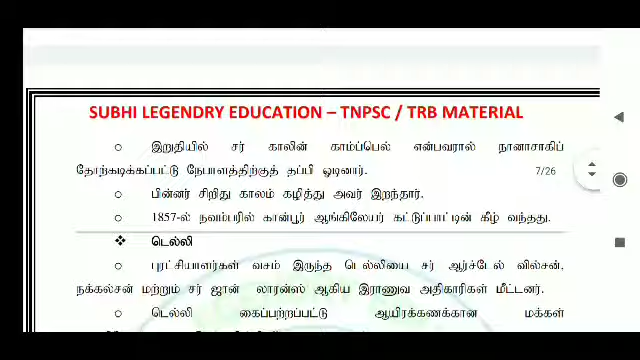 SUBHI LEGENDRY EDUCATION – TNPSC / TRB MATERIAL
o இறுதியில் சர் காலின் காம்ப்பெல் என்பவரால் நானாசாகிப்
தோற்கடிக்கப்பட்டு நேபாளத்திற்குத் தப்பி ஓடினார்.
7/26
o பின்னர் சிறிது காலம் கழித்து அவர் இறந்தார்.
o 1857-ல் நவம்பரில் கான்பூர் ஆங்கிலேயர் கட்டுப்பாட்டின் கீழ் வந்தது.
❖ டெல்லி
o புரட்சியாளர்கள் வசம் இருந்த டெல்லியை சர் ஆர்ச்டேல் வில்சன்,
நக்கல்சன் மற்றும் சர் ஜான் லாரன்ஸ் ஆகிய இராணுவ அதிகாரிகள் மீட்டனர்.
o டெல்லி கைப்பற்றப்பட்டு ஆயிரக்கணக்கான மக்கள்